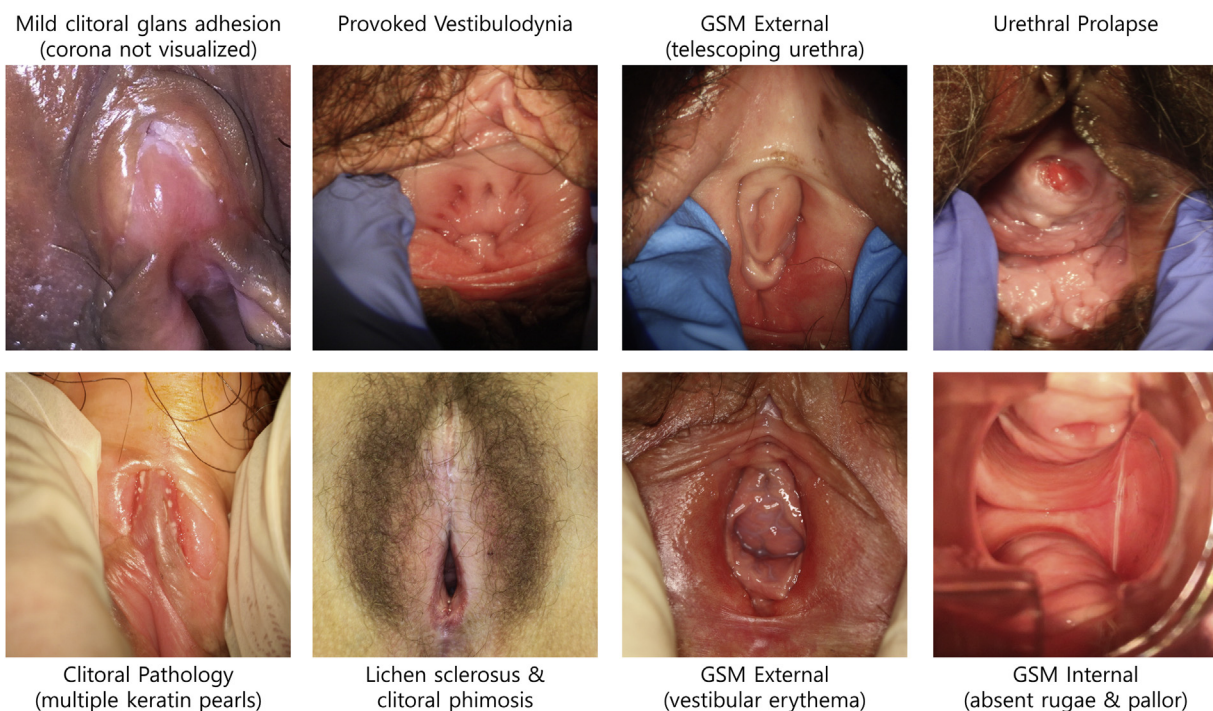 Mild clitoral glans adhesion
(corona not visualized)
Provoked Vestibulodynia
GSM External
(telescoping urethra)
Urethral Prolapse
Clitoral Pathology
(multiple keratin pearls)
Lichen sclerosus &
clitoral phimosis
GSM External
(vestibular erythema)
GSM Internal
(absent rugae & pallor)